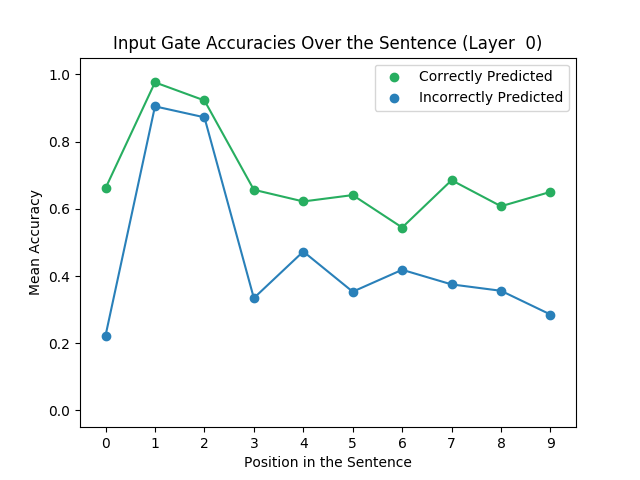 Input Gate Accuracies Over the Sentence (Layer  0)
Correctly Predicted
Incorrectly Predicted
Mean Accuracy
1.0
0.8
0.6
0.4
0.2
0.0
0 1 2 3 4 5 6 7 8 9
Position in the Sentence